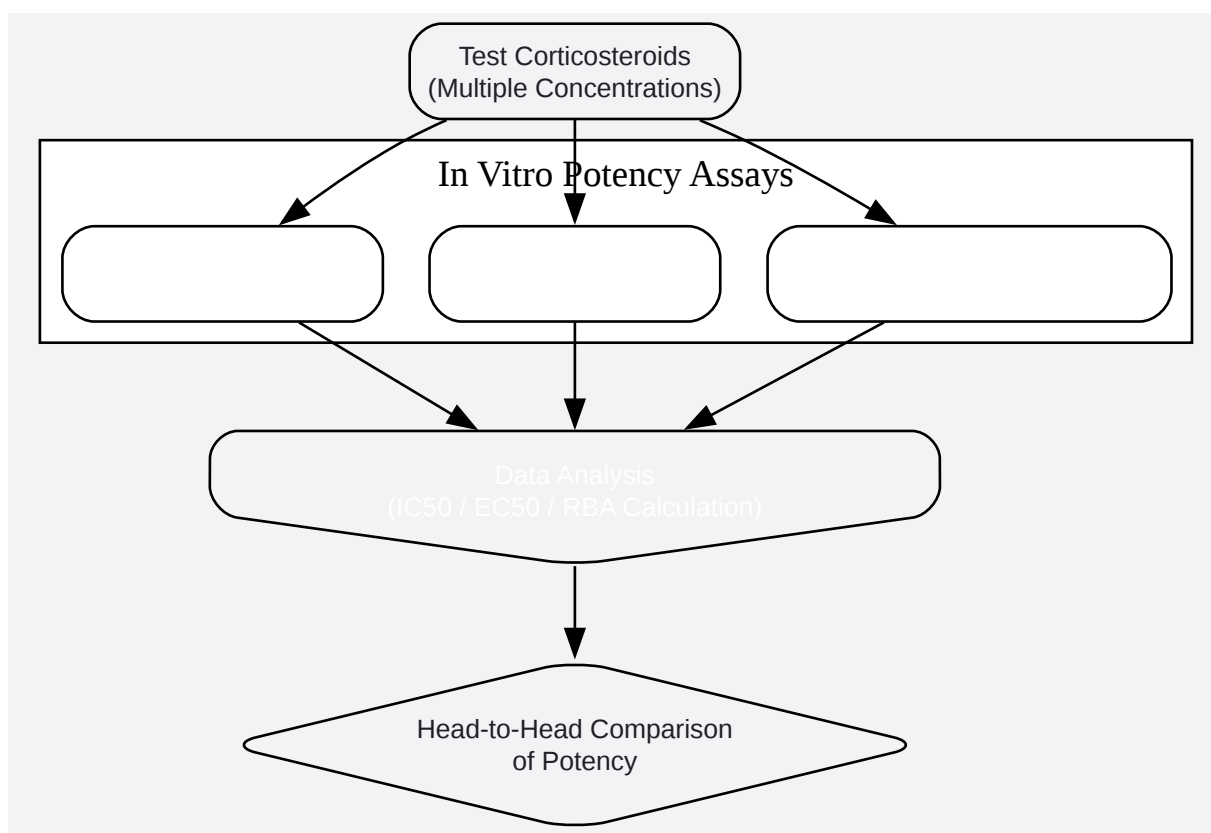 Test Corticosteroids
(Multiple Concentrations)
In Vitro Potency Assays
Data Analysis
(IC50 / EC50 / RBA Calculation)
Head-to-Head Comparison
of Potency